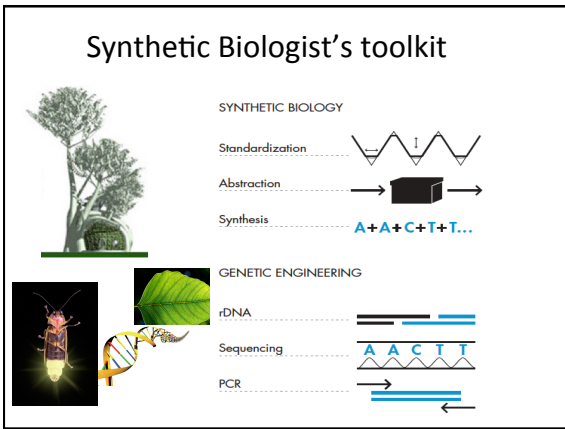 Synthetic Biologist's toolkit
SYNTHETIC BIOLOGY
Standardization
Abstraction
Synthesis A+A+C+T+T...
GENETIC ENGINEERING
rDNA
Sequencing A A C T T
PCR